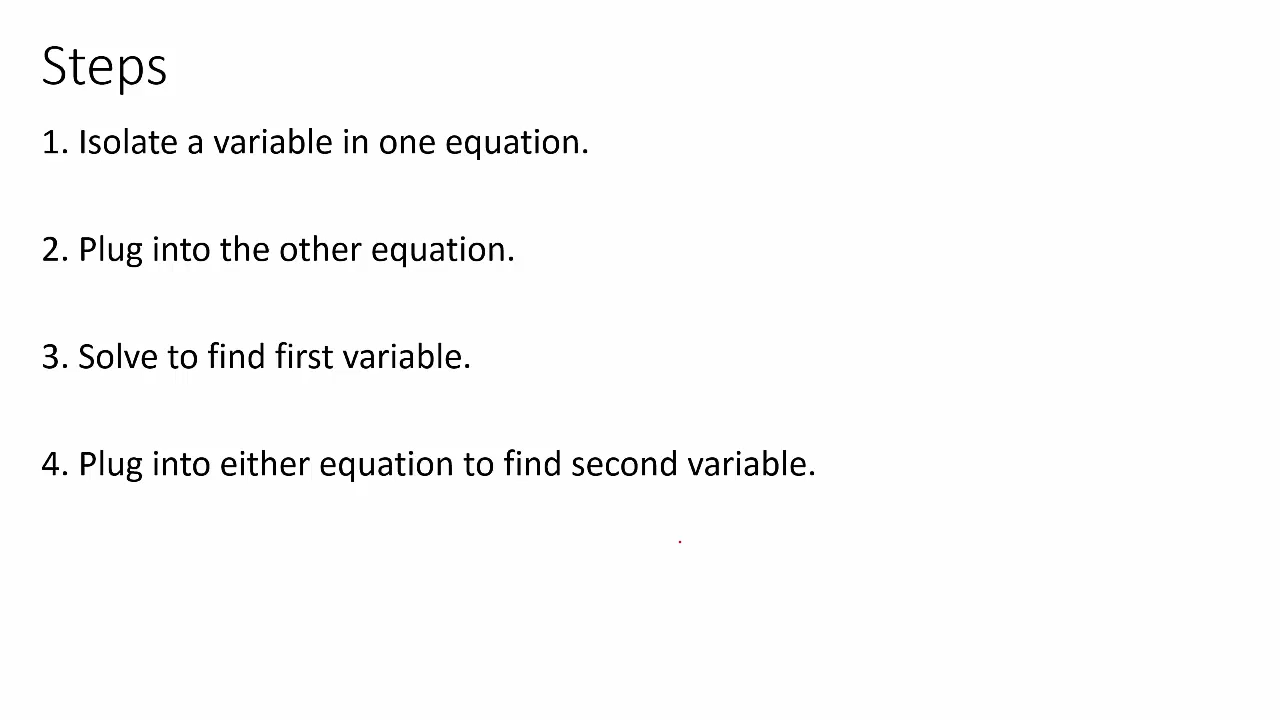 Steps
1. Isolate a variable in one equation.
2. Plug into the other equation.
3. Solve to find first variable.
4. Plug into either equation to find second variable.